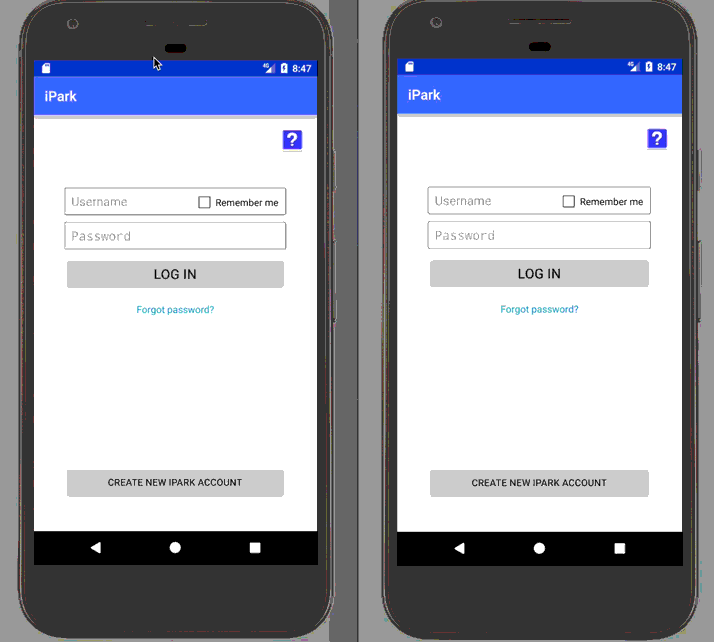 4G 8:47
iPark
?
Username
Remember me
Password
LOG IN
Forgot password?
CREATE NEW IPARK ACCOUNT
4G 8:47
iPark
?
Username
Remember me
Password
LOG IN
Forgot password?
CREATE NEW IPARK ACCOUNT